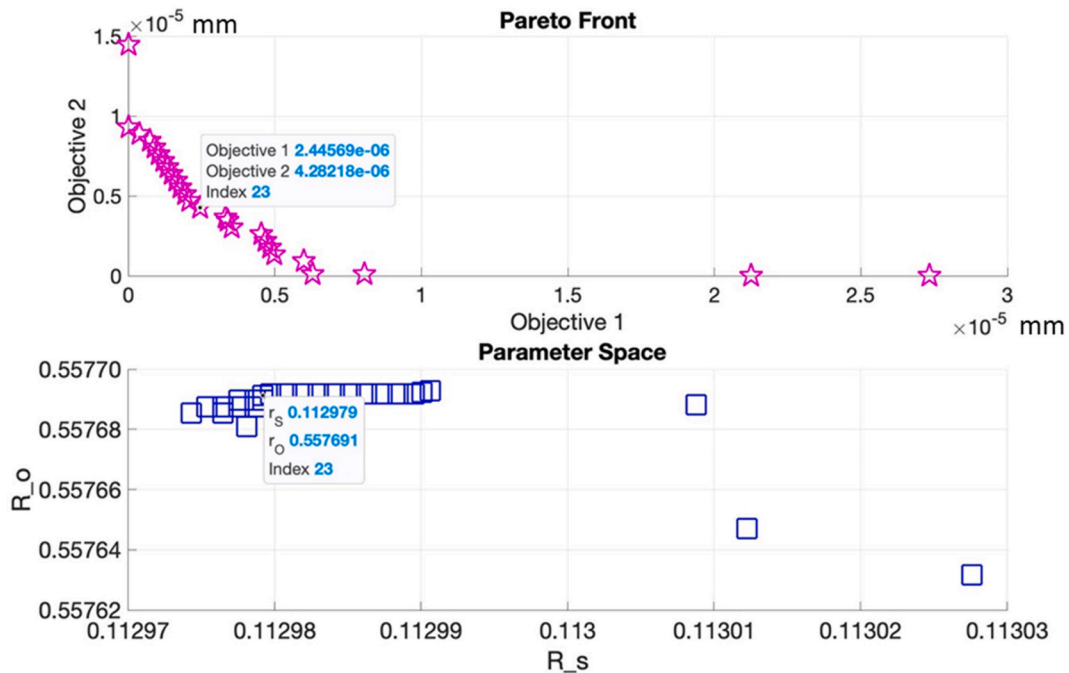 ×10⁻⁵ mm
Pareto Front
1.5
1
0.5
0
Objective 2
Objective 1 2.44569e-06
Objective 2 4.28218e-06
Index 23
0 0.5 1 1.5 2 2.5 3
Objective 1
×10⁻⁵ mm
Parameter Space
0.55770
0.55768
0.55766
0.55764
0.55762
R_o
r_S 0.112979
r_O 0.557691
Index 23
0.11297 0.11298 0.11299 0.113 0.11301 0.11302 0.11303
R_s